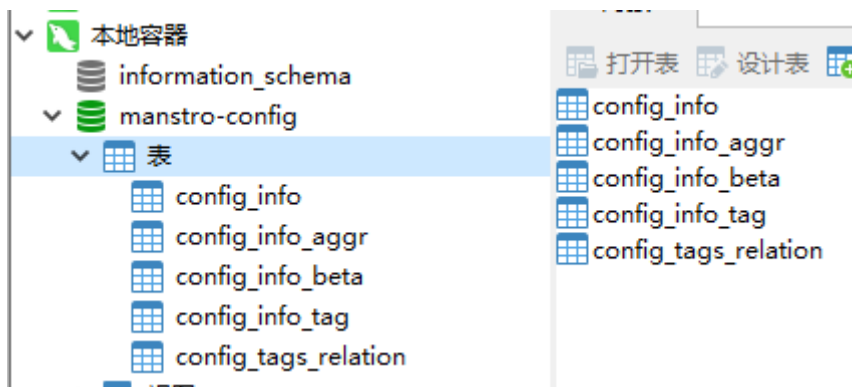 本地容器
information_schema
manstro-config
表
config_info
config_info_aggr
config_info_beta
config_info_tag
config_tags_relation
打开表 设计表
config_info
config_info_aggr
config_info_beta
config_info_tag
config_tags_relation